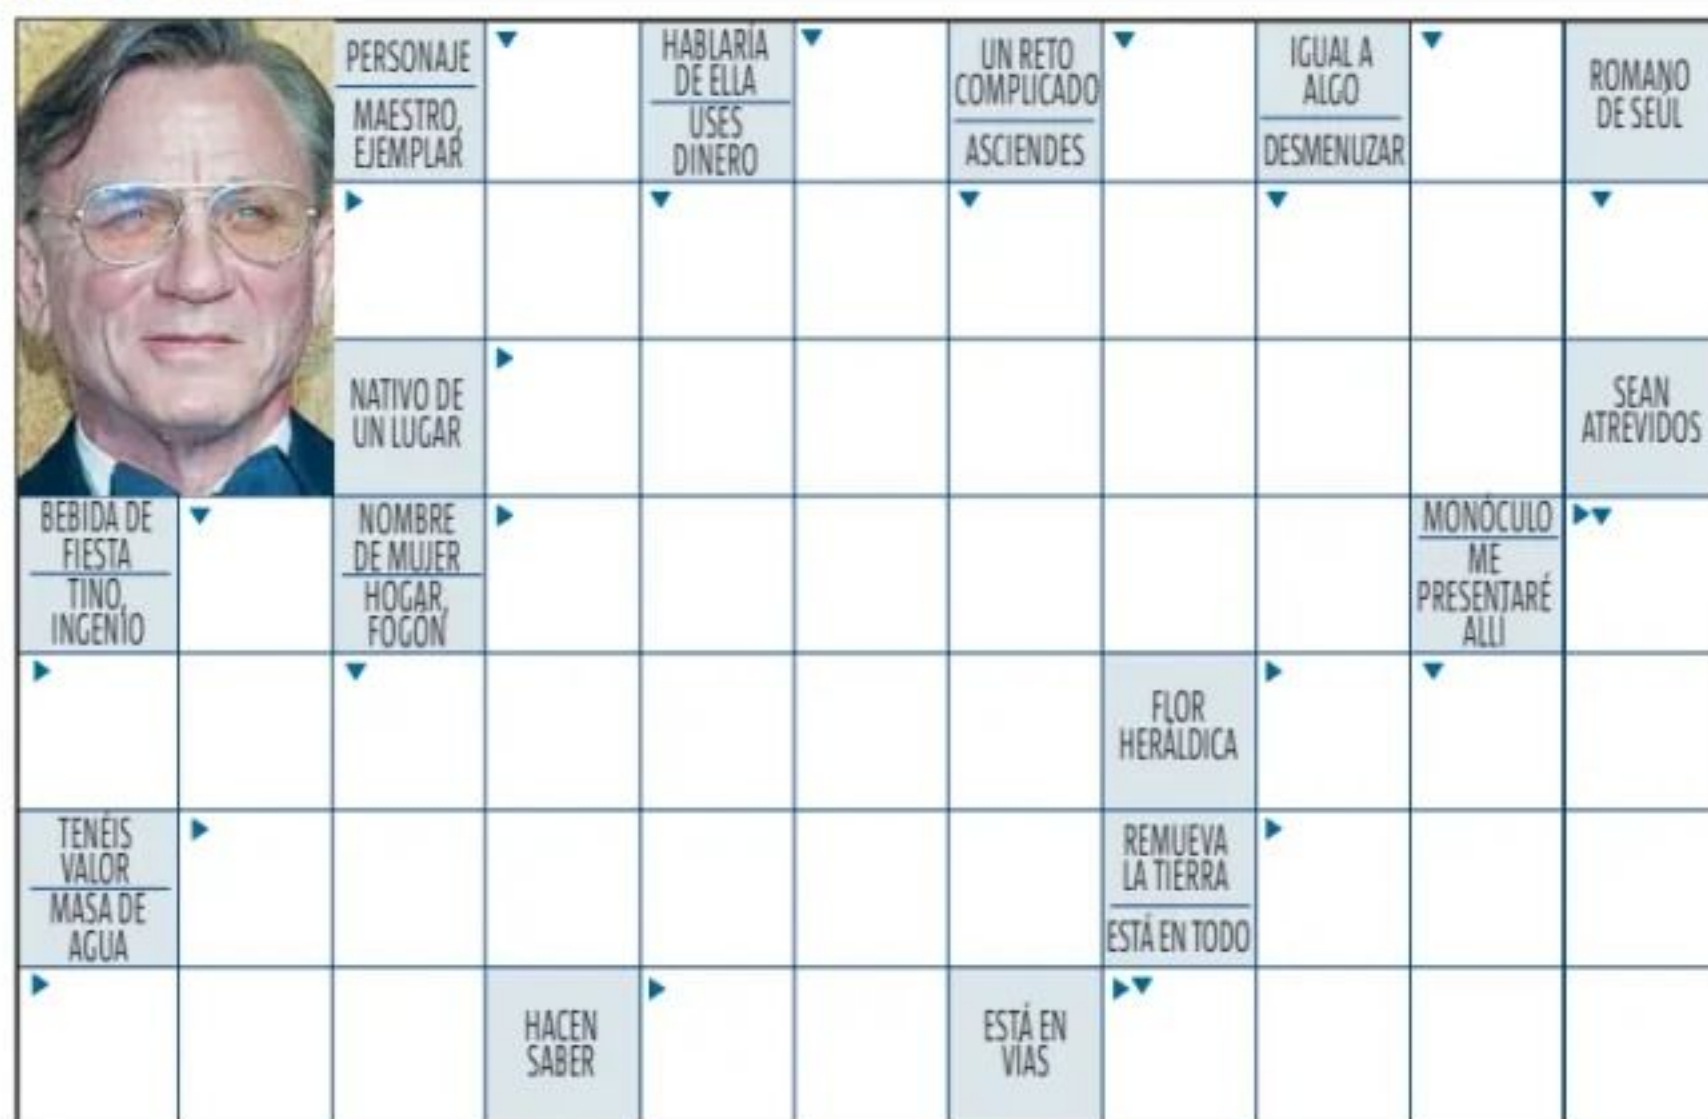 PERSONAJE
MAESTRO,
EJEMPLAR
HABLARÍA
DE ELLA
USES
DINERO
UN RETO
COMPLICADO
ASCIENDES
IGUAL A
ALGO
DESMENUZAR
ROMANO
DE SEÚL
NATIVO DE
UN LUGAR
SEAN
ATREVIDOS
BEBIDA DE
FIESTA
TINO,
INGENIO
NOMBRE
DE MUJER
HOGAR,
FOGÓN
MONÓCULO
ME
PRESENTARÉ
ALLÍ
FLOR
HERÁLDICA
TENÉIS
VALOR
MASA DE
AGUA
REMUEVA
LA TIERRA
ESTÁ EN TODO
HACEN
SABER
ESTÁ EN
VÍAS